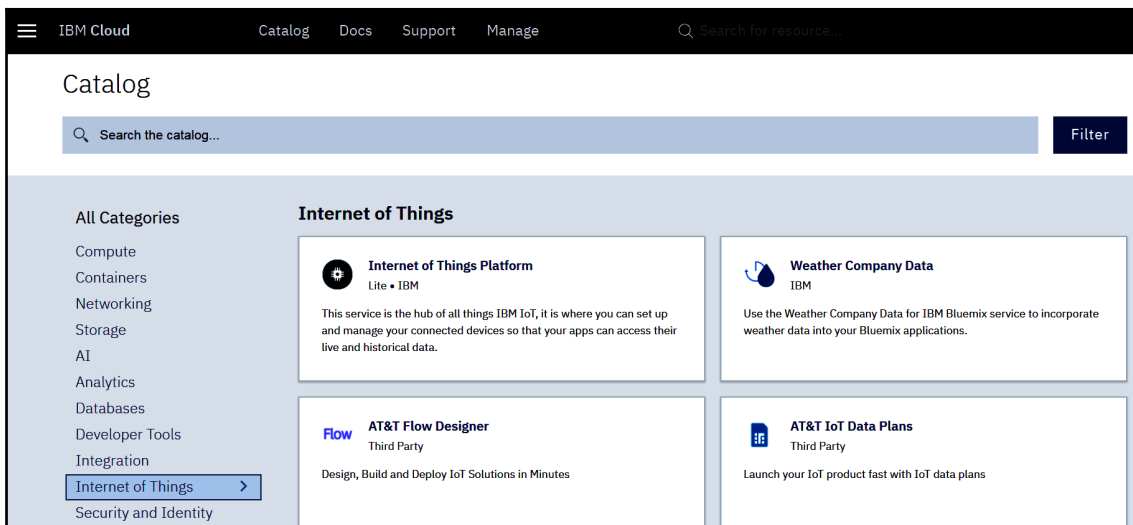 IBM Cloud Catalog Docs Support Manage Search for resource...
Catalog
Search the catalog...
Filter
All Categories
Compute
Containers
Networking
Storage
AI
Analytics
Databases
Developer Tools
Integration
Internet of Things
Security and Identity
Internet of Things
Internet of Things Platform
Lite • IBM
This service is the hub of all things IBM IoT, it is where you can set up
and manage your connected devices so that your apps can access their
live and historical data.
Weather Company Data
IBM
Use the Weather Company Data for IBM Bluemix service to incorporate
weather data into your Bluemix applications.
Flow
AT&T Flow Designer
Third Party
Design, Build and Deploy IoT Solutions in Minutes
AT&T IoT Data Plans
Third Party
Launch your IoT product fast with IoT data plans